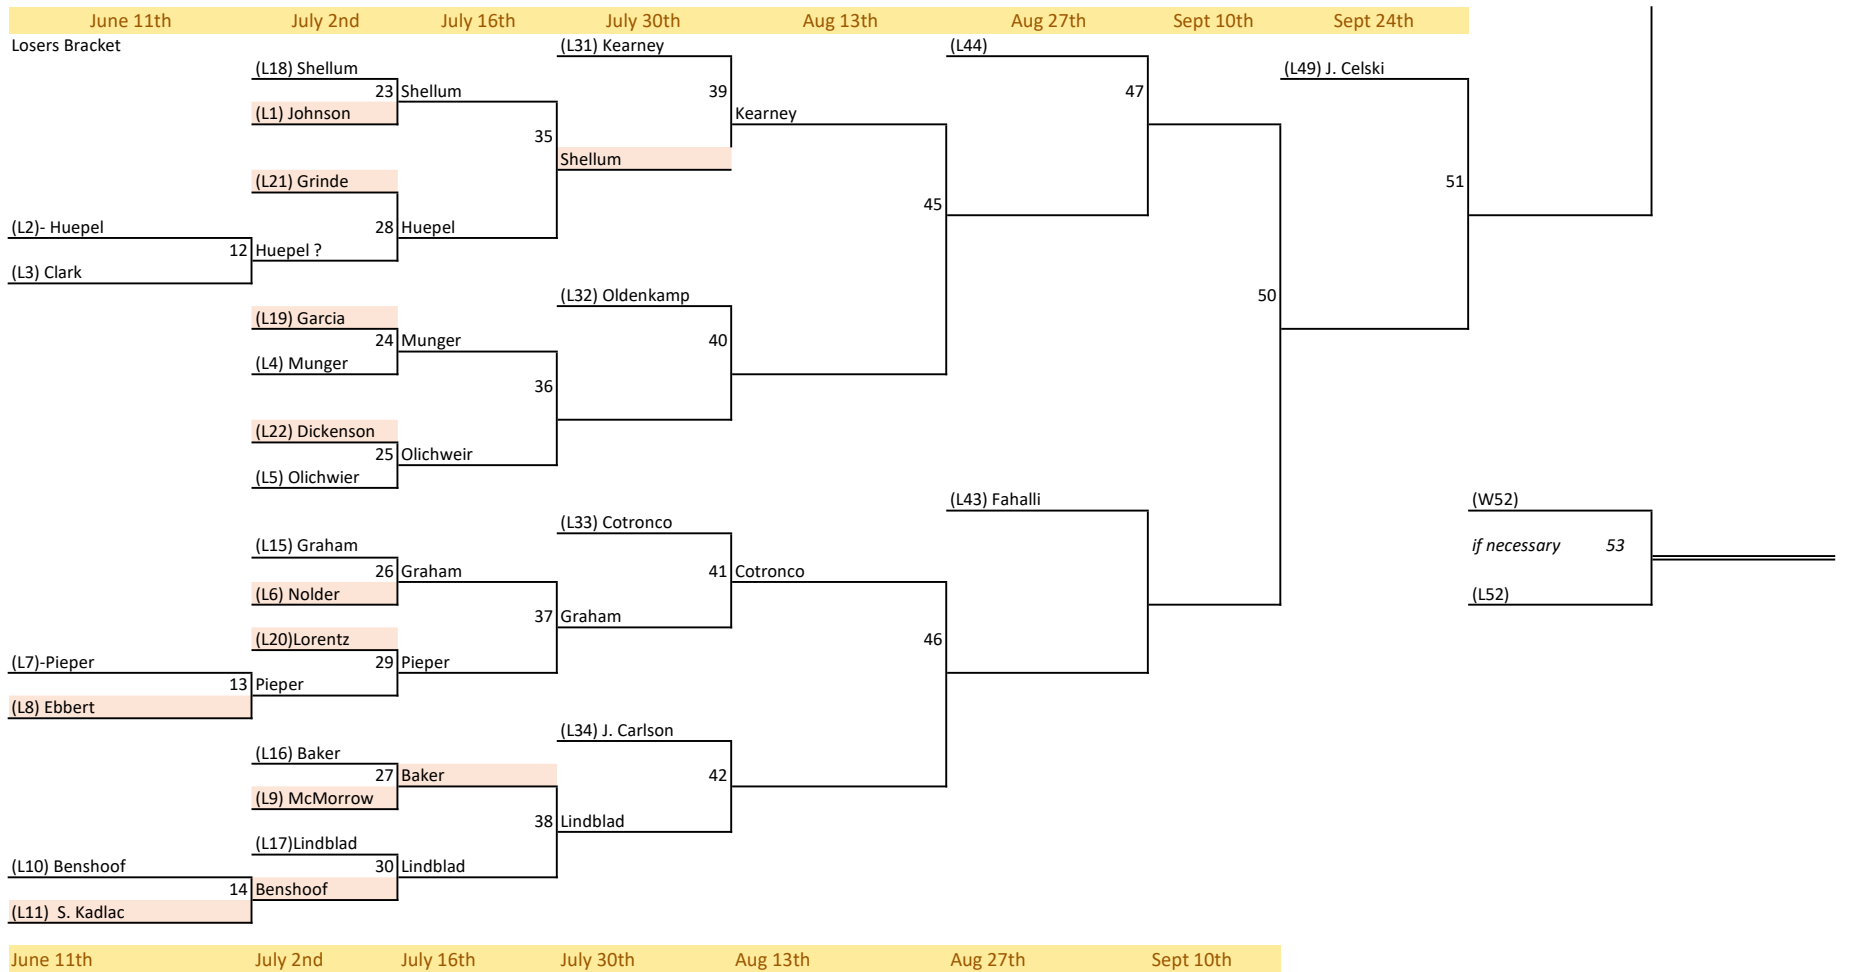 June 11th July 2nd July 16th July 30th Aug 13th Aug 27th Sept 10th Sept 24th
Losers Bracket
(L31) Kearney
(L44)
(L18) Shellum
(L49) J. Celski
23 Shellum
39
47
(L1) Johnson
Kearney
35
Shellum
(L21) Grinde
51
45
(L2)- Huepel
28 Huepel
12 Huepel ?
(L3) Clark
(L32) Oldenkamp
50
(L19) Garcia
24 Munger
40
(L4) Munger
36
(L22) Dickenson
25 Olichweir
(L5) Olichwier
(L43) Fahalli
(W52)
(L33) Cotronco
(L15) Graham
if necessary 53
26 Graham
41 Cotronco
(L6) Nolder
(L52)
37 Graham
(L20)Lorentz
46
(L7)-Pieper
29 Pieper
13 Pieper
(L8) Ebbert
(L34) J. Carlson
(L16) Baker
27 Baker
42
(L9) McMorrow
38 Lindblad
(L17)Lindblad
(L10) Benshoof
30 Lindblad
14 Benshoof
(L11) S. Kadlac
June 11th July 2nd July 16th July 30th Aug 13th Aug 27th Sept 10th